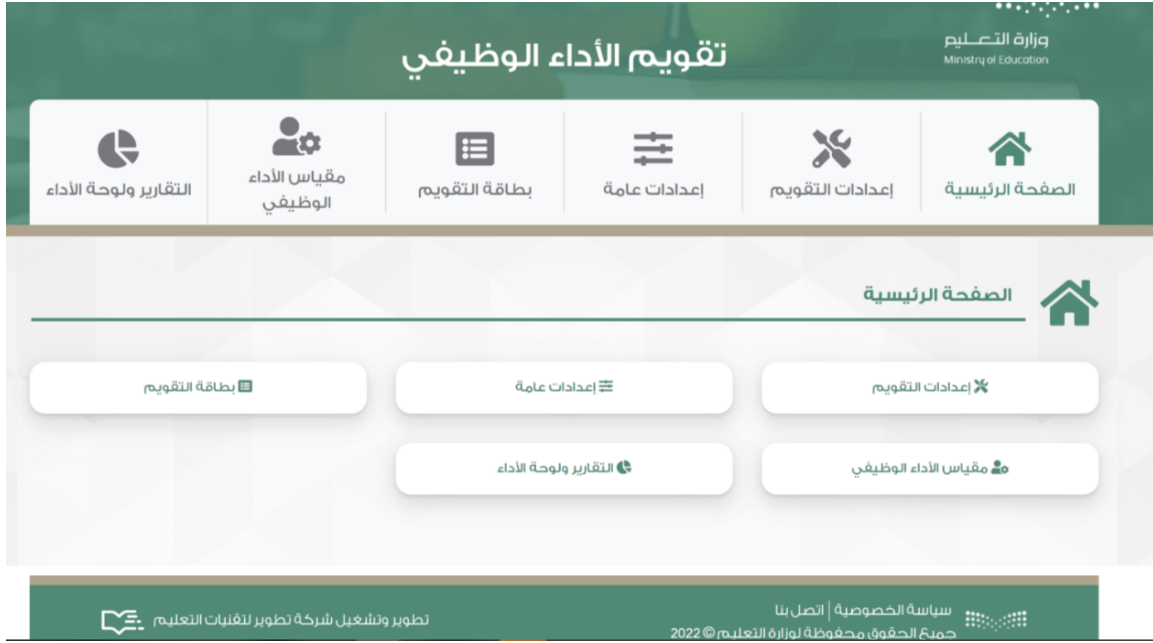 وزارة التعليم
Ministry of Education
تقويم الأداء الوظيفي
الصفحة الرئيسية
إعدادات التقويم
إعدادات عامة
بطاقة التقويم
مقياس الأداء
الوظيفي
التقارير ولوحة الأداء
الصفحة الرئيسية
إعدادات التقويم
إعدادات عامة
بطاقة التقويم
مقياس الأداء الوظيفي
التقارير ولوحة الأداء
سياسة الخصوصية | اتصل بنا
جميع الحقوق محفوظة لوزارة التعليم © 2022
تطوير وتشغيل شركة تطوير لتقنيات التعليم